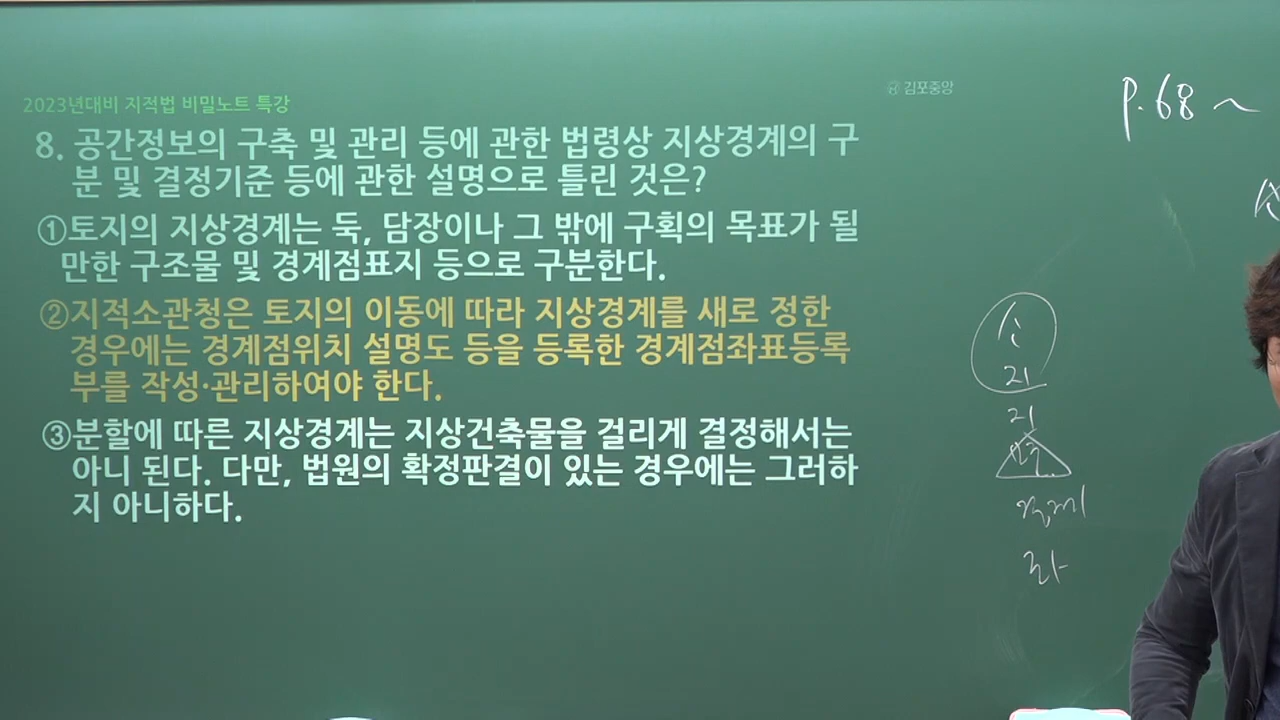 2023년대비 지적법 비밀노트 특강
김포중앙
P.68 ~
8. 공간정보의 구축 및 관리 등에 관한 법령상 지상경계의 구
분 및 결정기준 등에 관한 설명으로 틀린 것은?
①토지의 지상경계는 둑, 담장이나 그 밖에 구획의 목표가 될
만한 구조물 및 경계점표지 등으로 구분한다.
②지적소관청은 토지의 이동에 따라 지상경계를 새로 정한
경우에는 경계점위치 설명도 등을 등록한 경계점좌표등록
부를 작성·관리하여야 한다.
③분할에 따른 지상경계는 지상건축물을 걸리게 결정해서는
아니 된다. 다만, 법원의 확정판결이 있는 경우에는 그러하
지 아니하다.
지